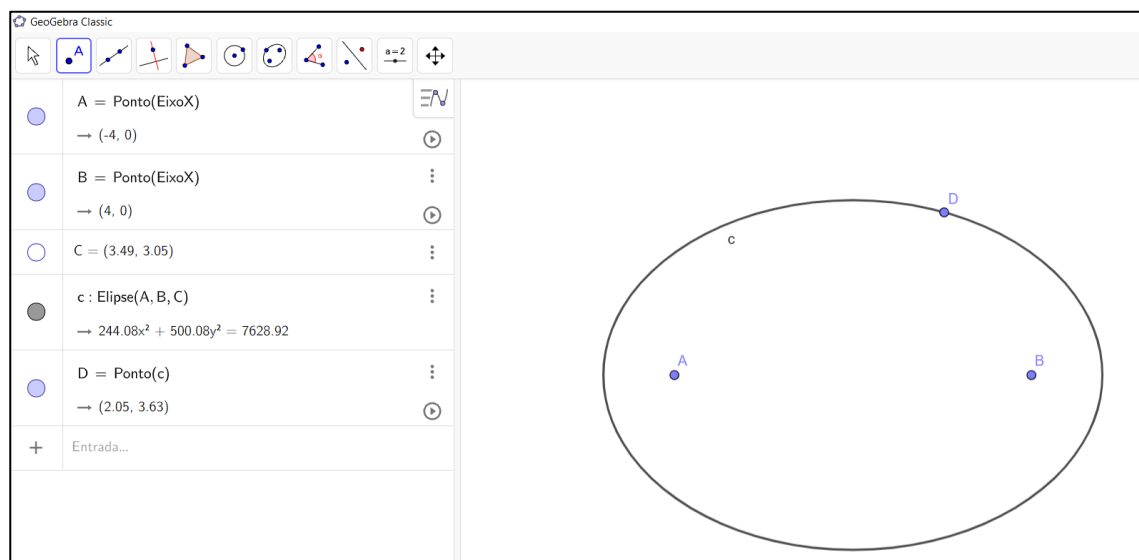 GeoGebra Classic
A
a = 2
A = Ponto(EixoX)
→ (-4, 0)
B = Ponto(EixoX)
→ (4, 0)
C = (3.49, 3.05)
c : Elipse(A, B, C)
→ 244.08x² + 500.08y² = 7628.92
D = Ponto(c)
→ (2.05, 3.63)
+ Entrada...
D
c
A
B